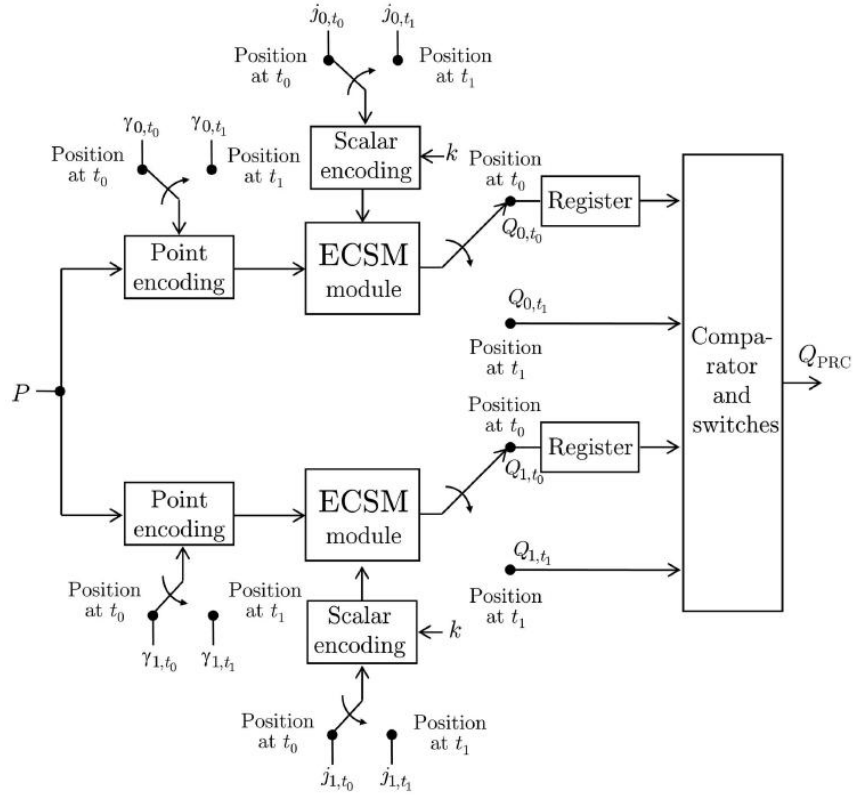 j₀,t₀ j₀,t₁
Position
at t₀
Position
at t₁
γ₀,t₀ γ₀,t₁
Position
at t₀
Position
at t₁
Scalar
encoding
k
Position
at t₀
Q₀,t₀
Register
Point
encoding
ECSM
module
Q₀,t₁
Position
at t₁
Compa-
rator
and
switches
Q_PRC
P
Position
at t₀
Q₁,t₀
Register
Point
encoding
ECSM
module
Q₁,t₁
Position
at t₁
Position
at t₀
Position
at t₁
γ₁,t₀ γ₁,t₁
Scalar
encoding
k
Position
at t₀
Position
at t₁
j₁,t₀ j₁,t₁